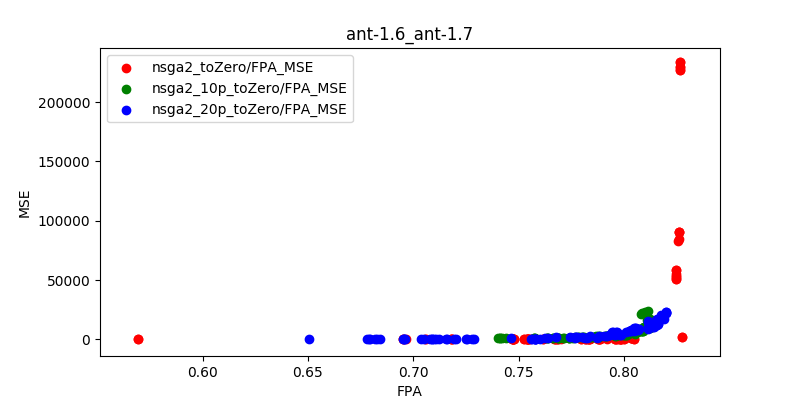 ant-1.6_ant-1.7
nsga2_toZero/FPA_MSE
nsga2_10p_toZero/FPA_MSE
nsga2_20p_toZero/FPA_MSE
MSE
200000
150000
100000
50000
0
0.60 0.65 0.70 0.75 0.80
FPA